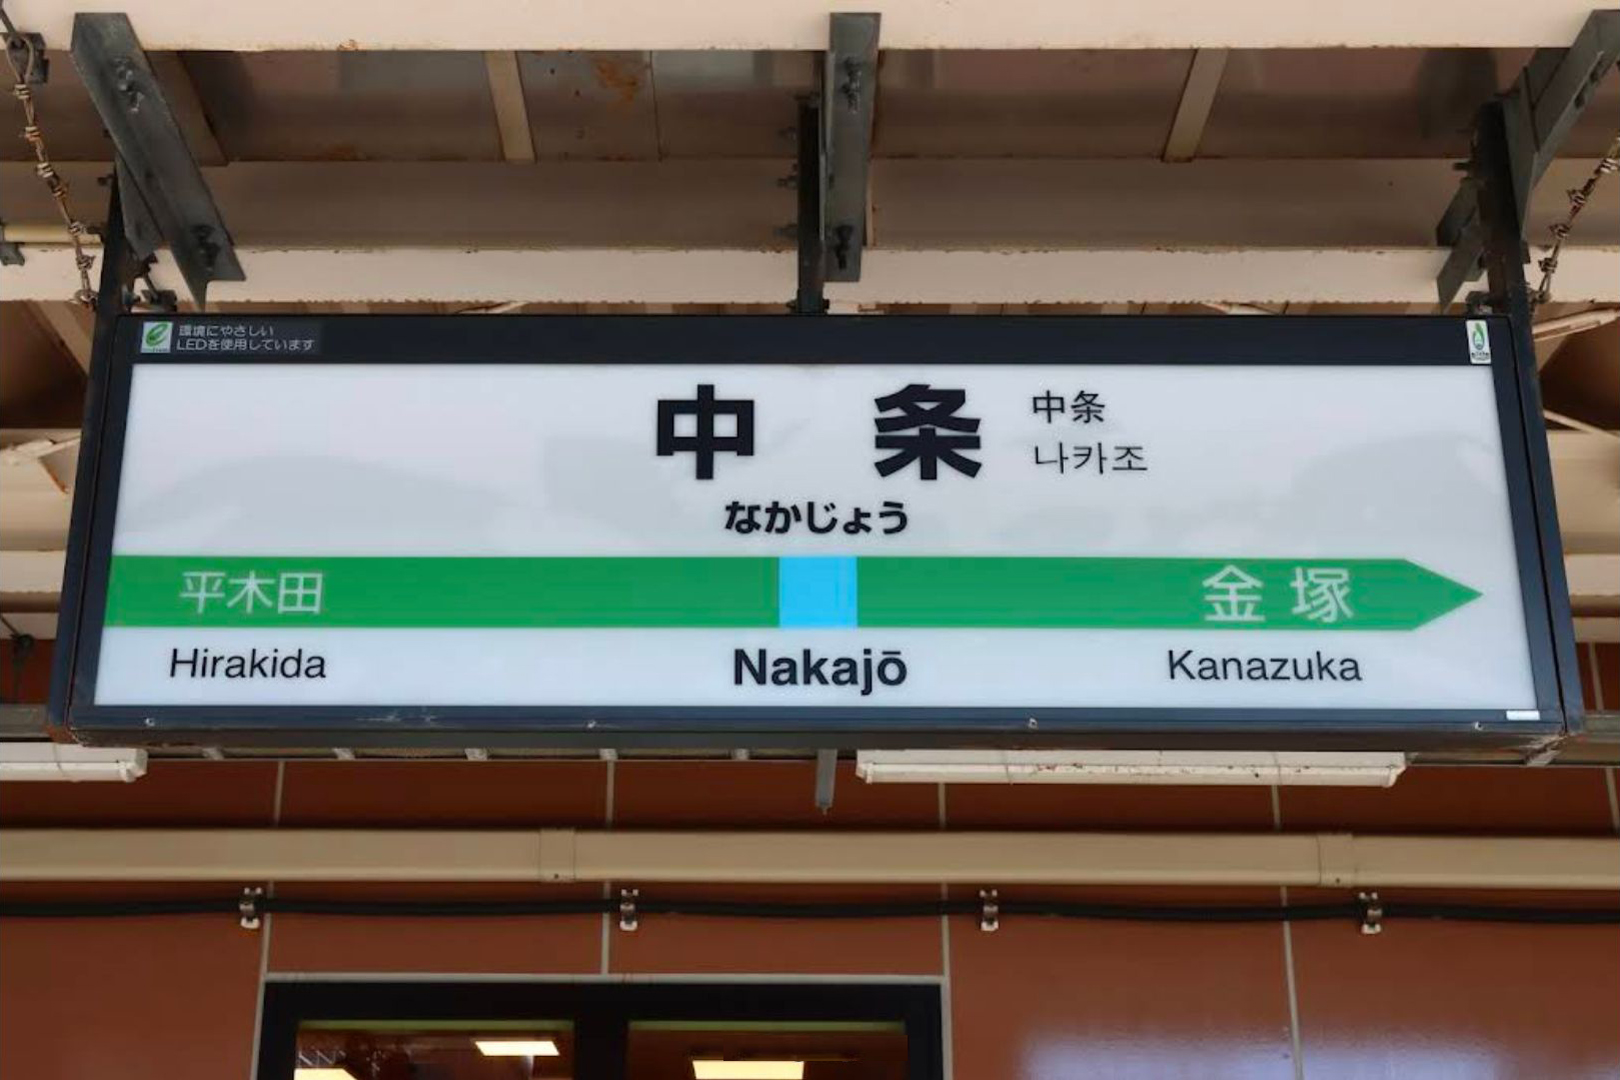 環境にやさしい
LEDを使用しています
中条
中条
나카조
なかじょう
平木田
金塚
Hirakida
Nakajō
Kanazuka